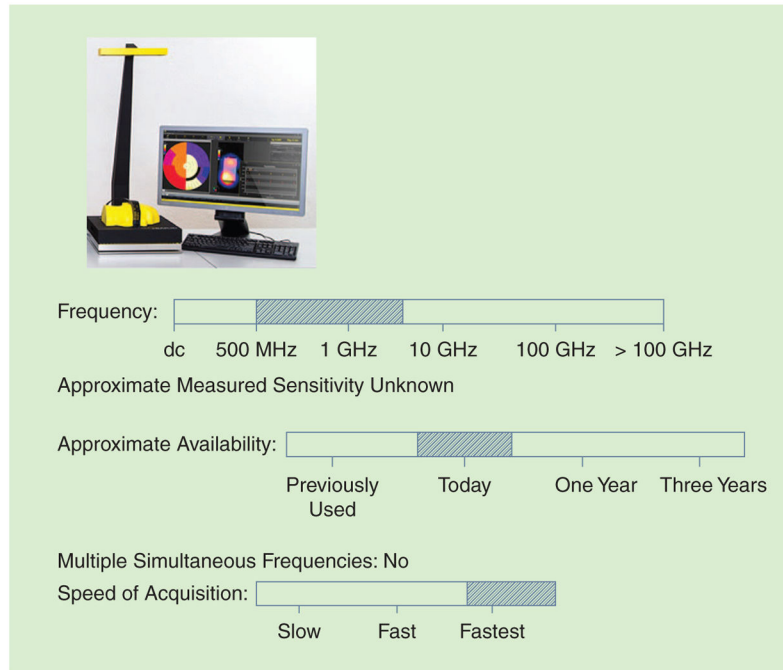 Frequency:
dc 500 MHz 1 GHz 10 GHz 100 GHz > 100 GHz
Approximate Measured Sensitivity Unknown
Approximate Availability:
Previously Used Today One Year Three Years
Multiple Simultaneous Frequencies: No
Speed of Acquisition:
Slow Fast Fastest